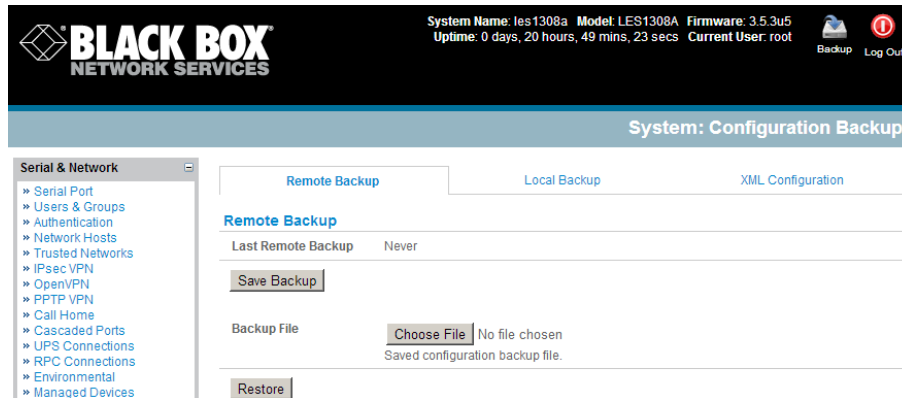 BLACK BOX
NETWORK SERVICES
System Name: les1308a Model: LES1308A Firmware: 3.5.3u5
Uptime: 0 days, 20 hours, 49 mins, 23 secs Current User: root
Backup
Log Out
System: Configuration Backup
Serial & Network
» Serial Port
» Users & Groups
» Authentication
» Network Hosts
» Trusted Networks
» IPsec VPN
» OpenVPN
» PPTP VPN
» Call Home
» Cascaded Ports
» UPS Connections
» RPC Connections
» Environmental
» Managed Devices
Remote Backup
Local Backup
XML Configuration
Remote Backup
Last Remote Backup Never
Save Backup
Backup File Choose File No file chosen
Saved configuration backup file.
Restore